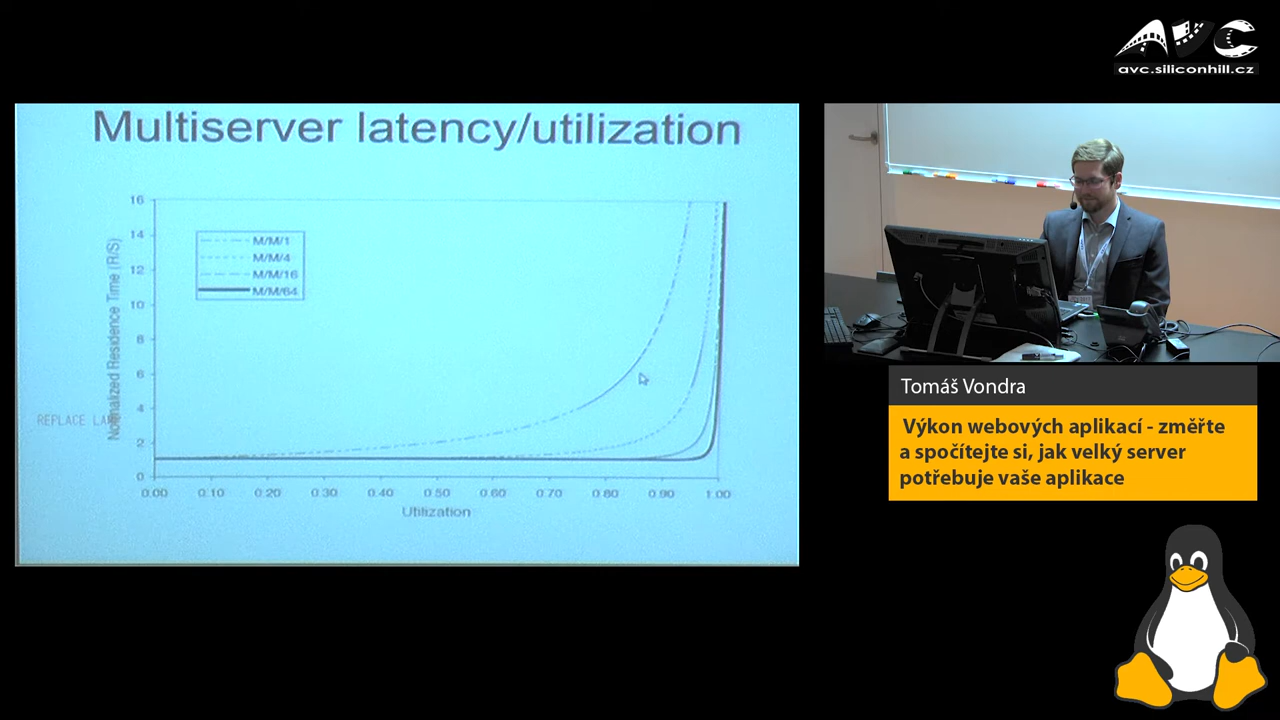 AVC
avc.siliconhill.cz
Multiserver latency/utilization
16
14
12
10
8
6
4
2
0
Normalized Residence Time (R/S)
M/M/1
M/M/4
M/M/16
M/M/64
REPLACE LAMP
0.00 0.10 0.20 0.30 0.40 0.50 0.60 0.70 0.80 0.90 1.00
Utilization
Tomáš Vondra
Výkon webových aplikací - změřte
a spočítejte si, jak velký server
potřebuje vaše aplikace